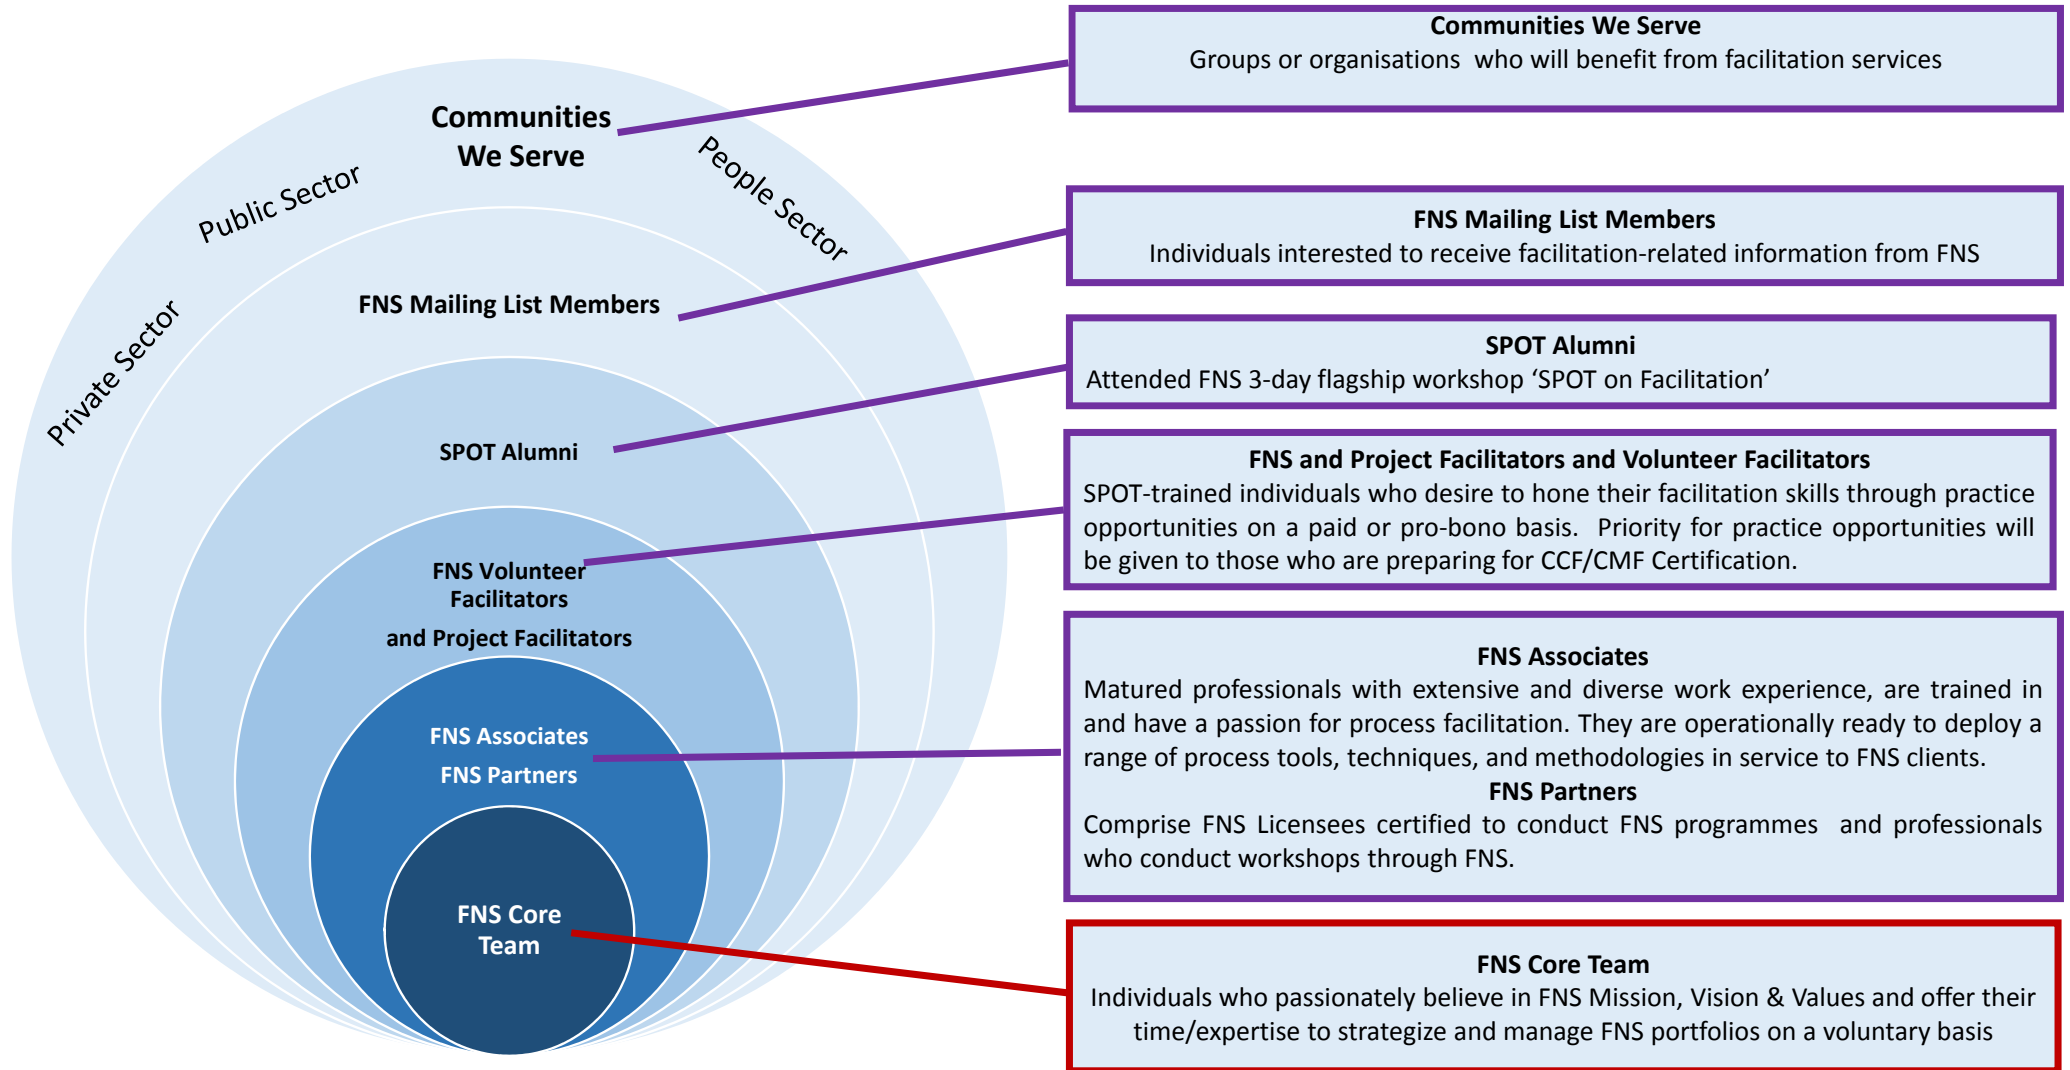 Communities
We Serve
Public Sector
People Sector
Private Sector
FNS Mailing List Members
SPOT Alumni
FNS Volunteer
Facilitators
and Project Facilitators
FNS Associates
FNS Partners
FNS Core
Team
Communities We Serve
Groups or organisations who will benefit from facilitation services
FNS Mailing List Members
Individuals interested to receive facilitation-related information from FNS
SPOT Alumni
Attended FNS 3-day flagship workshop ‘SPOT on Facilitation’
FNS and Project Facilitators and Volunteer Facilitators
SPOT-trained individuals who desire to hone their facilitation skills through practice
opportunities on a paid or pro-bono basis. Priority for practice opportunities will
be given to those who are preparing for CCF/CMF Certification.
FNS Associates
Matured professionals with extensive and diverse work experience, are trained in
and have a passion for process facilitation. They are operationally ready to deploy a
range of process tools, techniques, and methodologies in service to FNS clients.
FNS Partners
Comprise FNS Licensees certified to conduct FNS programmes and professionals
who conduct workshops through FNS.
FNS Core Team
Individuals who passionately believe in FNS Mission, Vision & Values and offer their
time/expertise to strategize and manage FNS portfolios on a voluntary basis